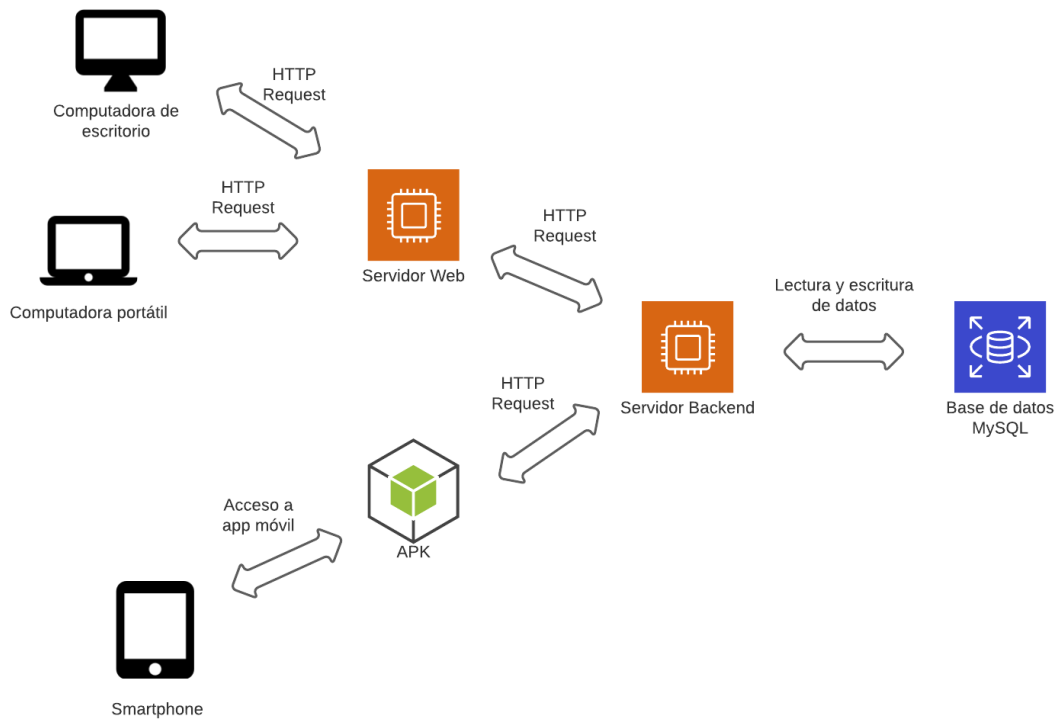 HTTP
Request
Computadora de
escritorio
HTTP
Request
Computadora portátil
Servidor Web
HTTP
Request
Lectura y escritura
de datos
Servidor Backend
Base de datos
MySQL
HTTP
Request
Acceso a
app móvil
APK
Smartphone